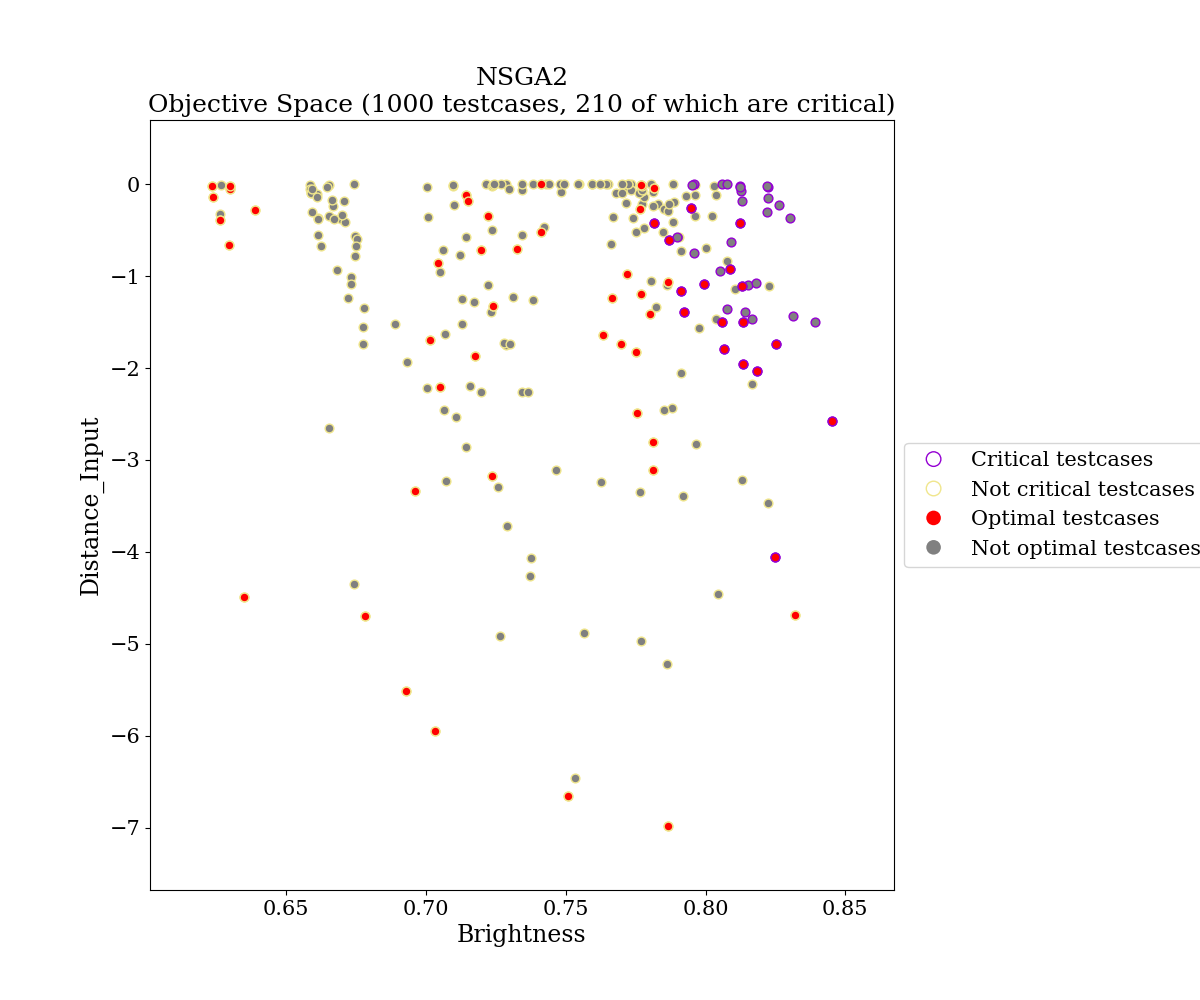 NSGA2
Objective Space (1000 testcases, 210 of which are critical)
0
−1
−2
−3
−4
−5
−6
−7
Distance_Input
0.65
0.70
0.75
0.80
0.85
Brightness
Critical testcases
Not critical testcases
Optimal testcases
Not optimal testcases